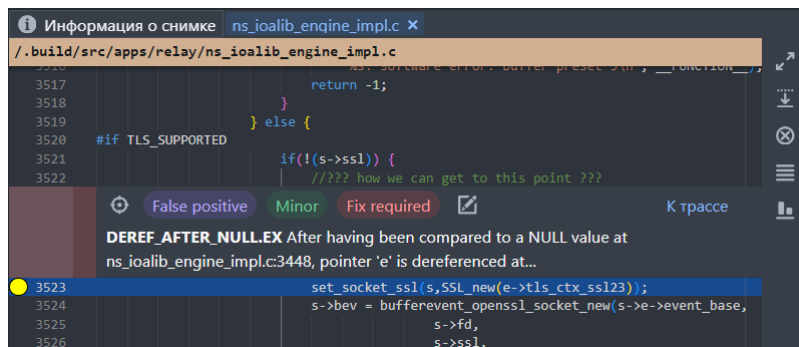 Информация о снимке ns_ioalib_engine_impl.c ×
/.build/src/apps/relay/ns_ioalib_engine_impl.c
3517 return -1;
3518 }
3519 } else {
3520 #if TLS_SUPPORTED
3521 if(!(s->ssl)) {
3522 //??? how we can get to this point ???
False positive Minor Fix required К трассе
DEREF_AFTER_NULL.EX After having been compared to a NULL value at
ns_ioalib_engine_impl.c:3448, pointer 'e' is dereferenced at...
3523 set_socket_ssl(s,SSL_new(e->tls_ctx_ssl23));
3524 s->bev = bufferevent_openssl_socket_new(s->e->event_base,
3525 s->fd,
3526 s->ssl,